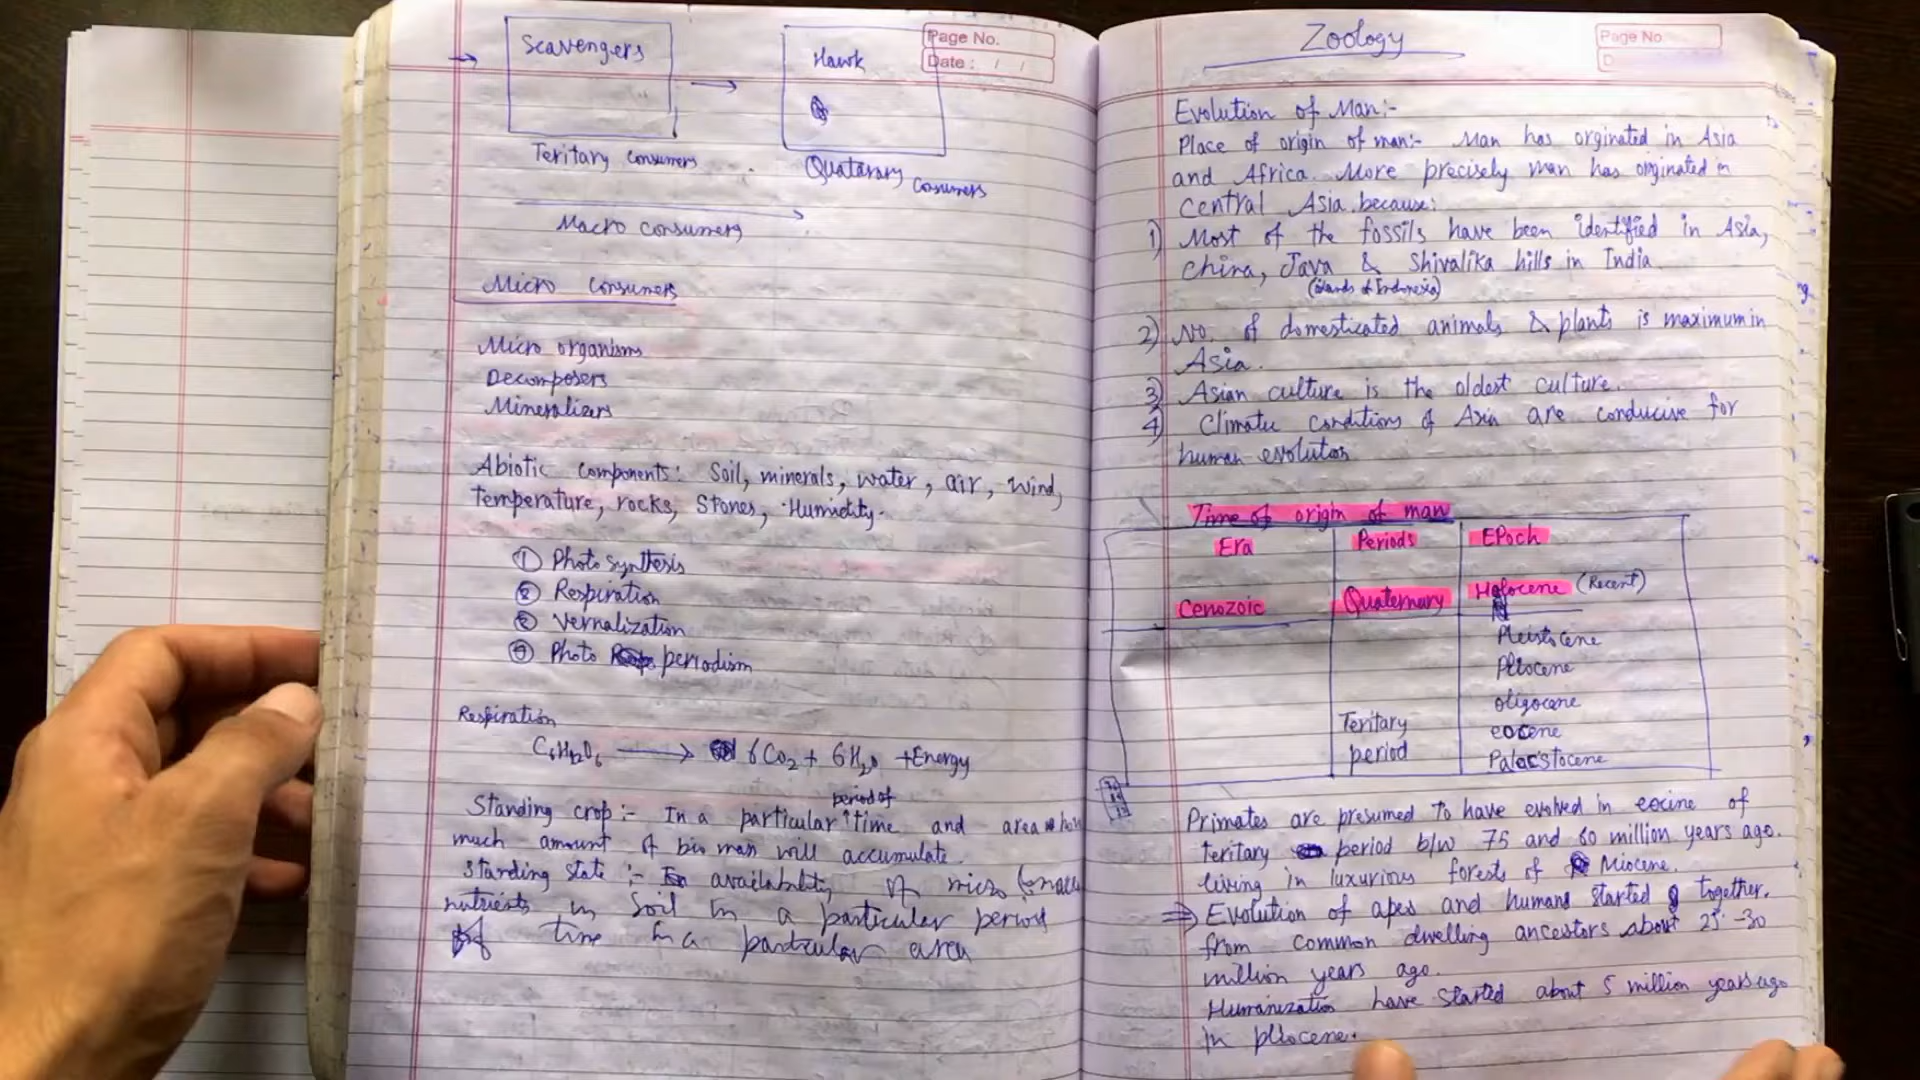 Page No.
Date : / /
Scavengers
Hawk
Teritary consumers
Quatarary consumers
Macro consumers
Micro consumers
Micro organisms
Decomposers
Mineralizers
Abiotic components: Soil, minerals, water, air, wind,
temperature, rocks, Stones, Humidity.
① Photo synthesis
② Respiration
② Vernalization
④ Photo periodism
Respiration
C6H12O6 → 6Co2 + 6H2o + Energy
Standing crop:- In a particular period of time and area how
much amount of bio man will accumulate.
Standing state :- availability of micro
nutrients in Soil In a particular period
time In a particular area
Zoology
Page No
D
Evolution of Man:-
Place of origin of man:- Man has orginated in Asia
and Africa. More precisely man has orginated in
central Asia because:
1) Most of the fossils have been identified in Asia,
China, Java & Shivalika hills in India
(islands of Indonesia)
2) No. of domesticated animals & plants is maximum in
Asia.
3) Asian culture is the oldest culture.
4) Climatic conditions of Asia are conducive for
human evolution
Time of origin of man
Era Periods EPoch
Cenozoic Quaternary Holocene (Recent)
Pleistocene
Pliocene
oligocene
Teritary eocene
period Palaestocene
Primates are presumed to have evolved in eocine of
teritary period b/w 75 and 60 million years ago.
living in luxurious forests of Miocene.
⇒ Evolution of apes and humans started together.
from common dwelling ancestors about 25-30
million years ago.
Humanization have started about 5 million years ago
in pliocene.